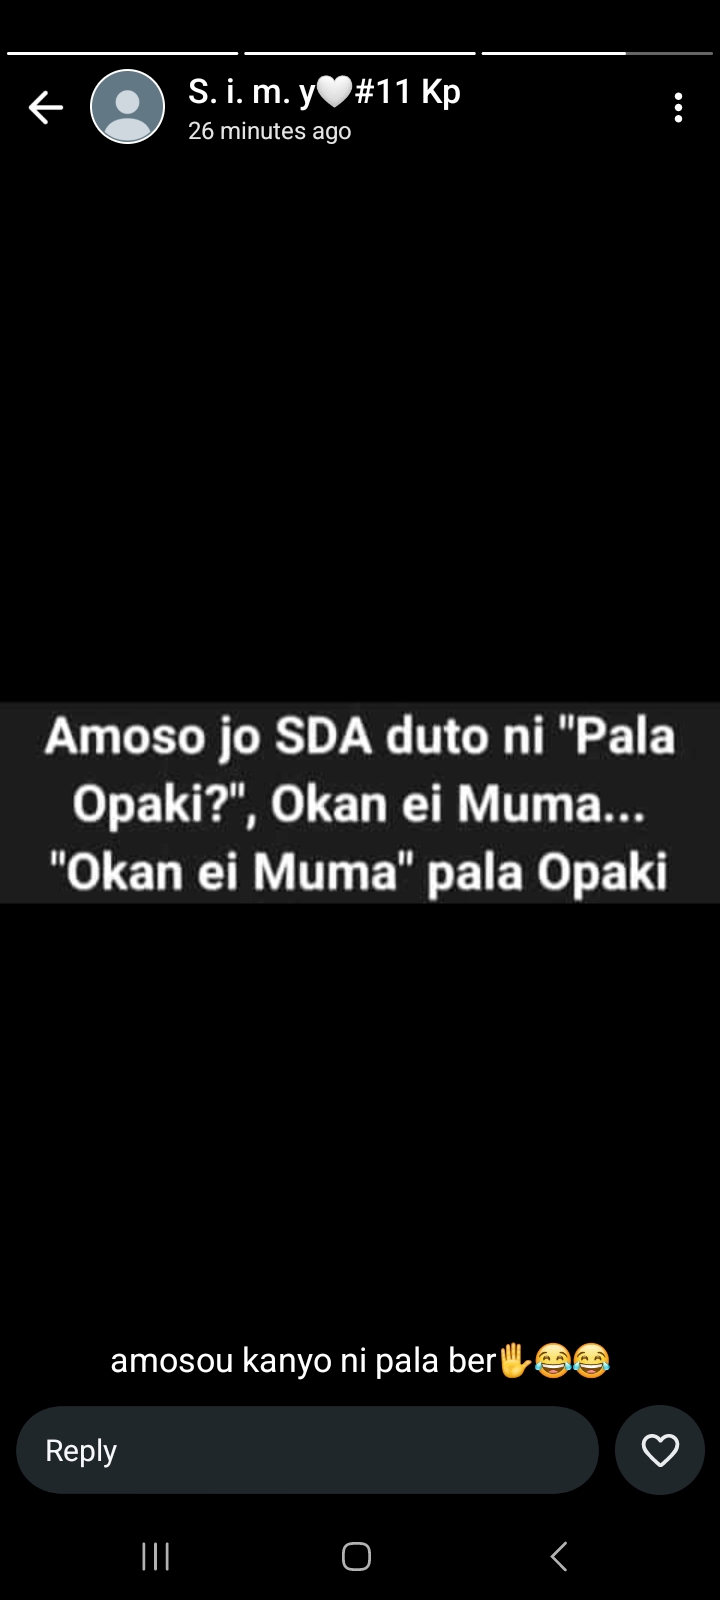 S. i. m. y🤍#11 Kp
26 minutes ago
Amoso jo SDA duto ni "Pala
Opaki?", Okan ei Muma...
"Okan ei Muma" pala Opaki
amosou kanyo ni pala ber✋😂😂
Reply